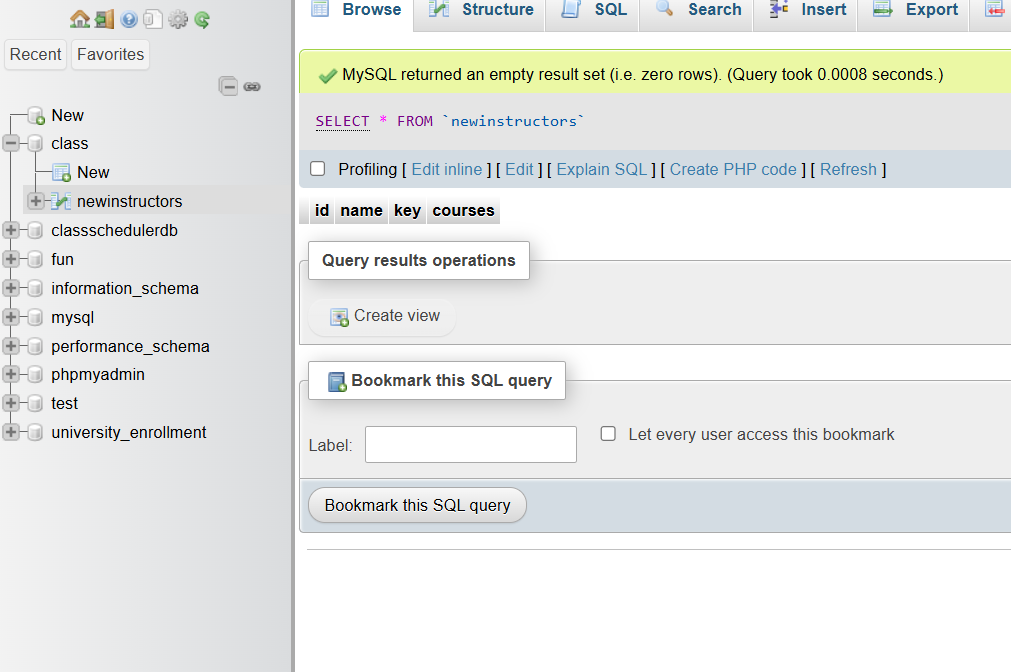 Recent Favorites
New
class
New
newinstructors
classschedulerdb
fun
information_schema
mysql
performance_schema
phpmyadmin
test
university_enrollment
Browse Structure SQL Search Insert Export
MySQL returned an empty result set (i.e. zero rows). (Query took 0.0008 seconds.)
SELECT * FROM `newinstructors`
Profiling [ Edit inline ] [ Edit ] [ Explain SQL ] [ Create PHP code ] [ Refresh ]
id name key courses
Query results operations
Create view
Bookmark this SQL query
Label: Let every user access this bookmark
Bookmark this SQL query